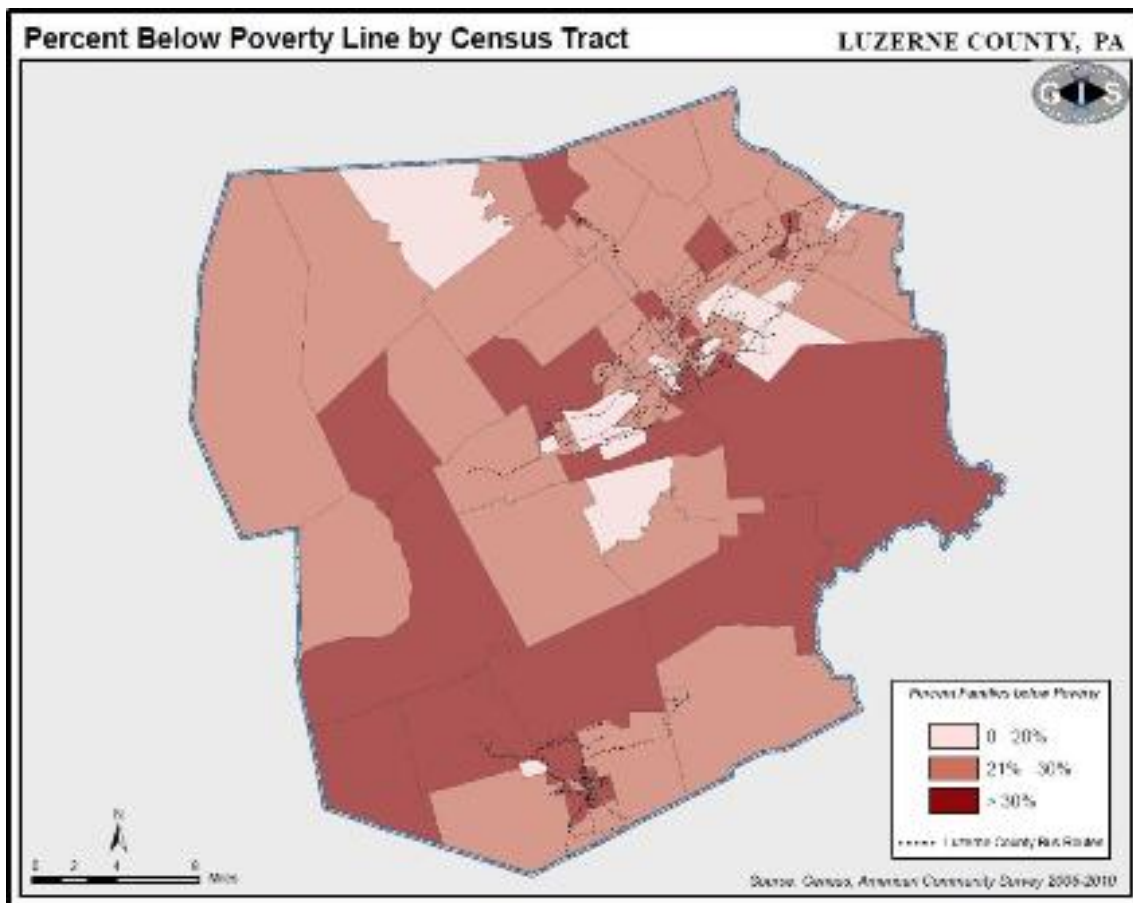 Percent Below Poverty Line by Census Tract
LUZERNE COUNTY, PA
G I S
Percent Families below Poverty
0 - 20%
21% - 30%
> 30%
Luzerne County Bus Routes
N
0 2 4 8
Miles
Source: Census, American Community Survey 2006-2010